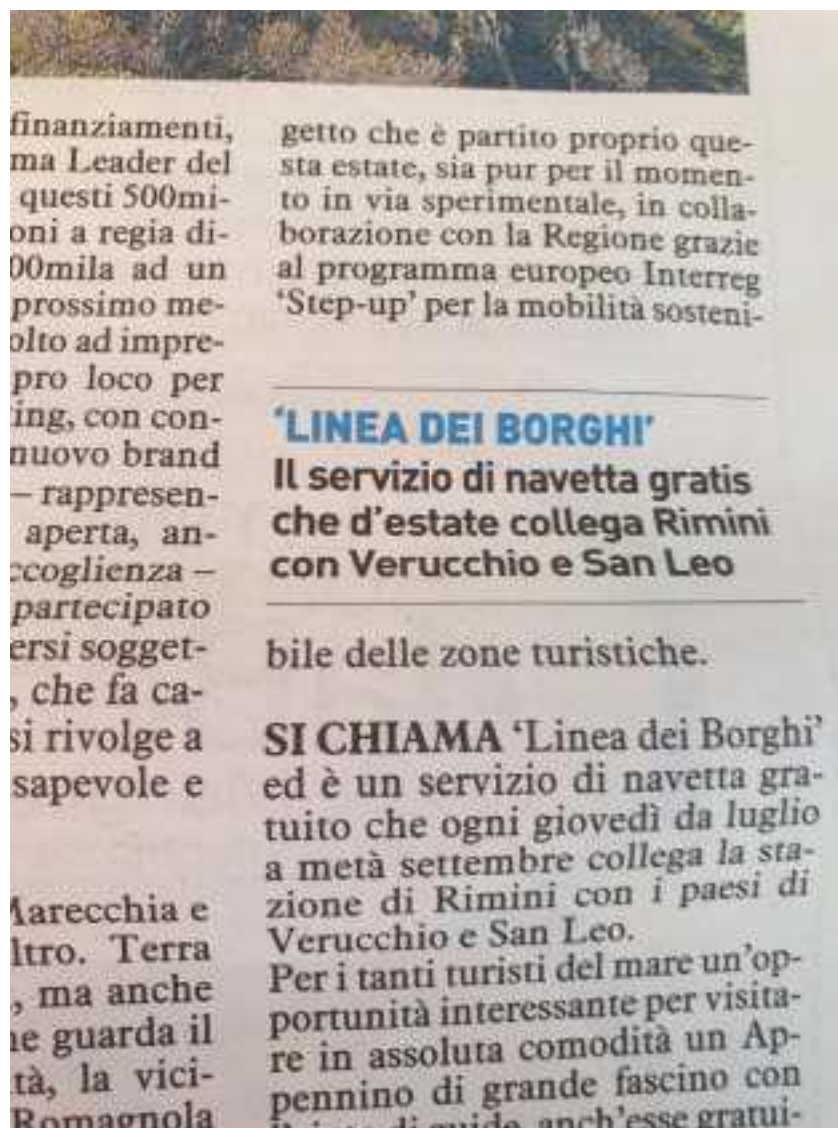 finanziamenti,
ma Leader del
questi 500mi-
oni a regia di-
00mila ad un
prossimo me-
olto ad impre-
pro loco per
ing, con con-
nuovo brand
– rappresen-
aperta, an-
ccoglienza –
partecipato
ersi sogget-
, che fa ca-
si rivolge a
sapevole e
Marecchia e
ltro. Terra
, ma anche
ne guarda il
tà, la vici-
Romagnola
getto che è partito proprio que-
sta estate, sia pur per il momen-
to in via sperimentale, in colla-
borazione con la Regione grazie
al programma europeo Interreg
‘Step-up’ per la mobilità sosteni-
‘LINEA DEI BORGHI’
Il servizio di navetta gratis
che d’estate collega Rimini
con Verucchio e San Leo
bile delle zone turistiche.
SI CHIAMA ‘Linea dei Borghi’
ed è un servizio di navetta gra-
tuito che ogni giovedì da luglio
a metà settembre collega la sta-
zione di Rimini con i paesi di
Verucchio e San Leo.
Per i tanti turisti del mare un’op-
portunità interessante per visita-
re in assoluta comodità un Ap-
pennino di grande fascino con
di guide, anch’esse gratui-